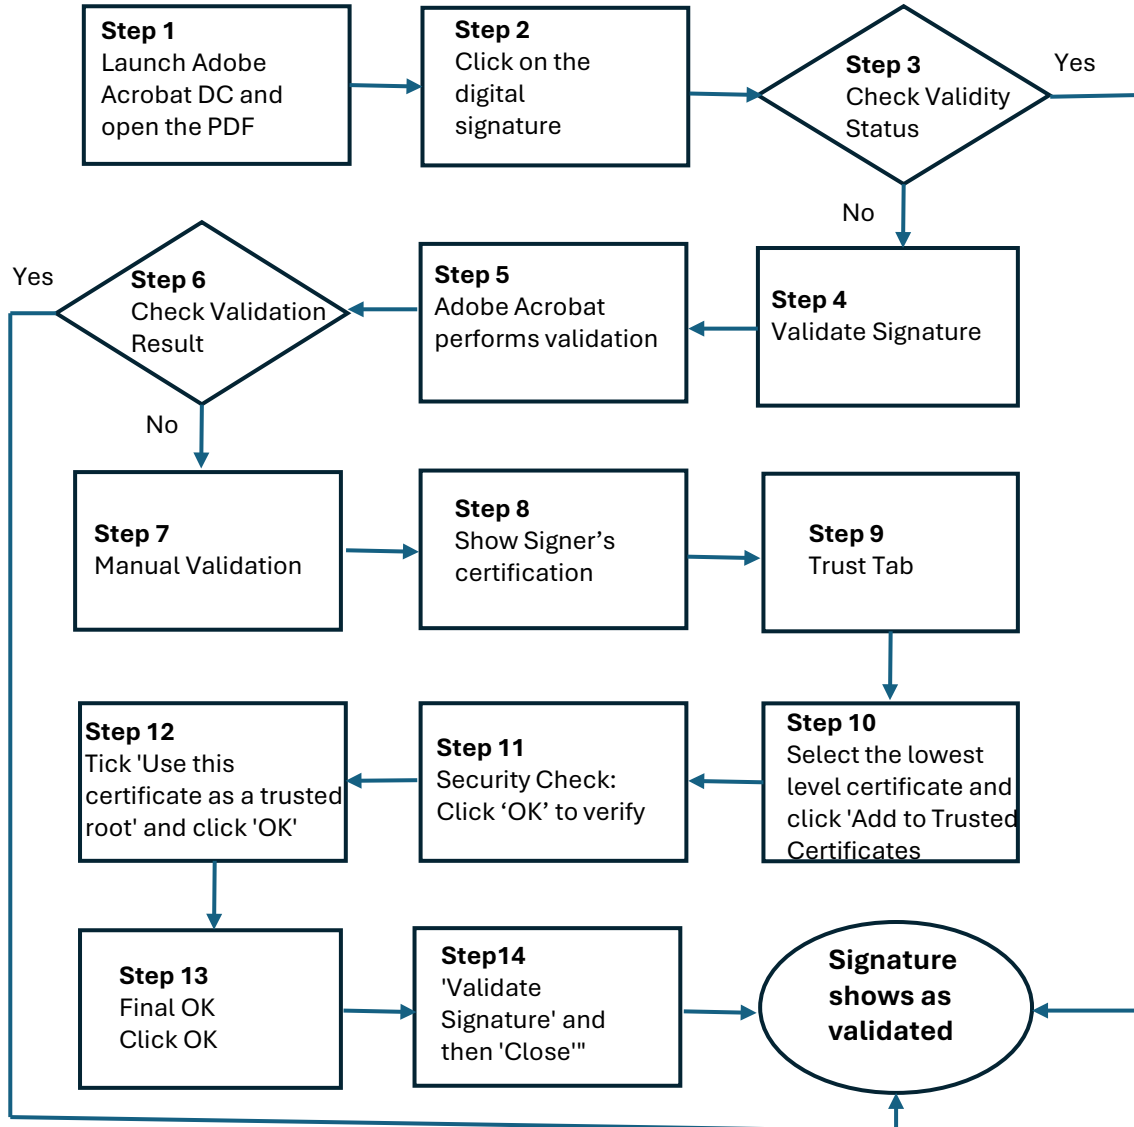 Step 1
Launch Adobe
Acrobat DC and
open the PDF
Step 2
Click on the
digital
signature
Step 3
Check Validity
Status
Yes
No
Step 4
Validate Signature
Step 5
Adobe Acrobat
performs validation
Step 6
Check Validation
Result
Yes
No
Step 7
Manual Validation
Step 8
Show Signer’s
certification
Step 9
Trust Tab
Step 10
Select the lowest
level certificate and
click 'Add to Trusted
Certificates
Step 11
Security Check:
Click ‘OK’ to verify
Step 12
Tick 'Use this
certificate as a trusted
root' and click 'OK'
Step 13
Final OK
Click OK
Step14
'Validate
Signature' and
then 'Close'"
Signature
shows as
validated